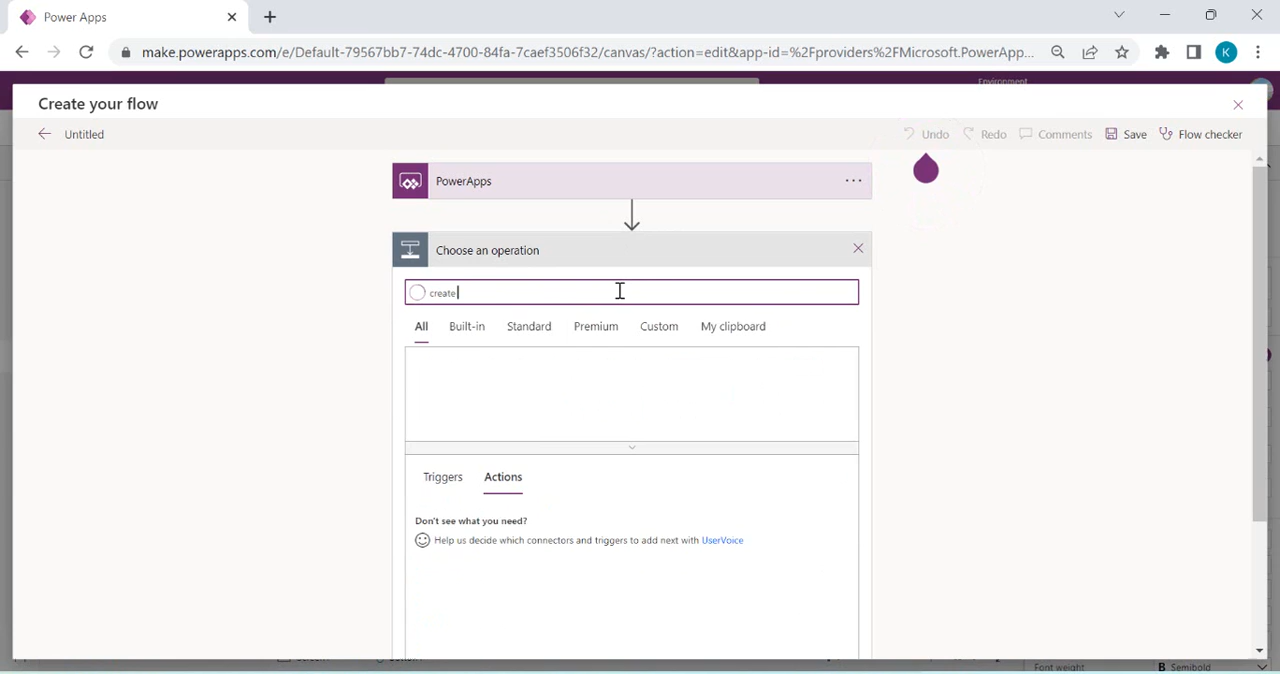 Power Apps
make.powerapps.com/e/Default-79567bb7-74dc-4700-84fa-7caef3506f32/canvas/?action=edit&app-id=%2Fproviders%2FMicrosoft.PowerApp...
K
Environment
Create your flow
Untitled
Undo Redo Comments Save Flow checker
PowerApps
Choose an operation
create
All Built-in Standard Premium Custom My clipboard
Triggers Actions
Don't see what you need?
Help us decide which connectors and triggers to add next with UserVoice
Font weight B Semibold